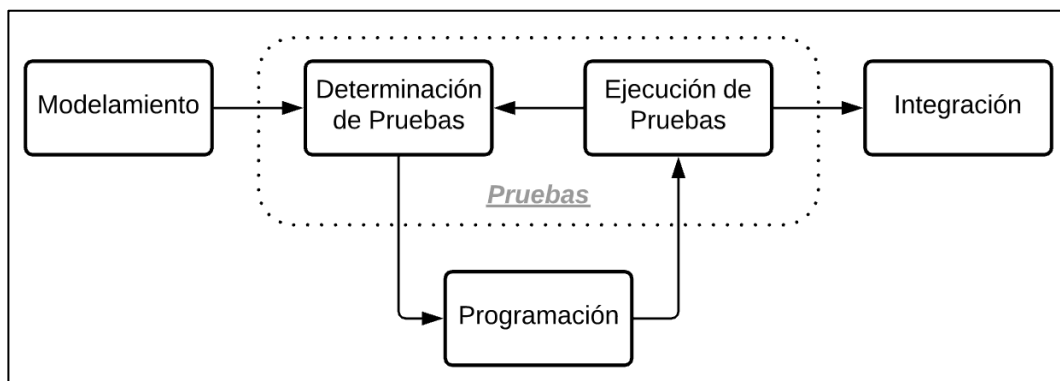 Modelamiento
Determinación
de Pruebas
Ejecución de
Pruebas
Integración
Pruebas
Programación